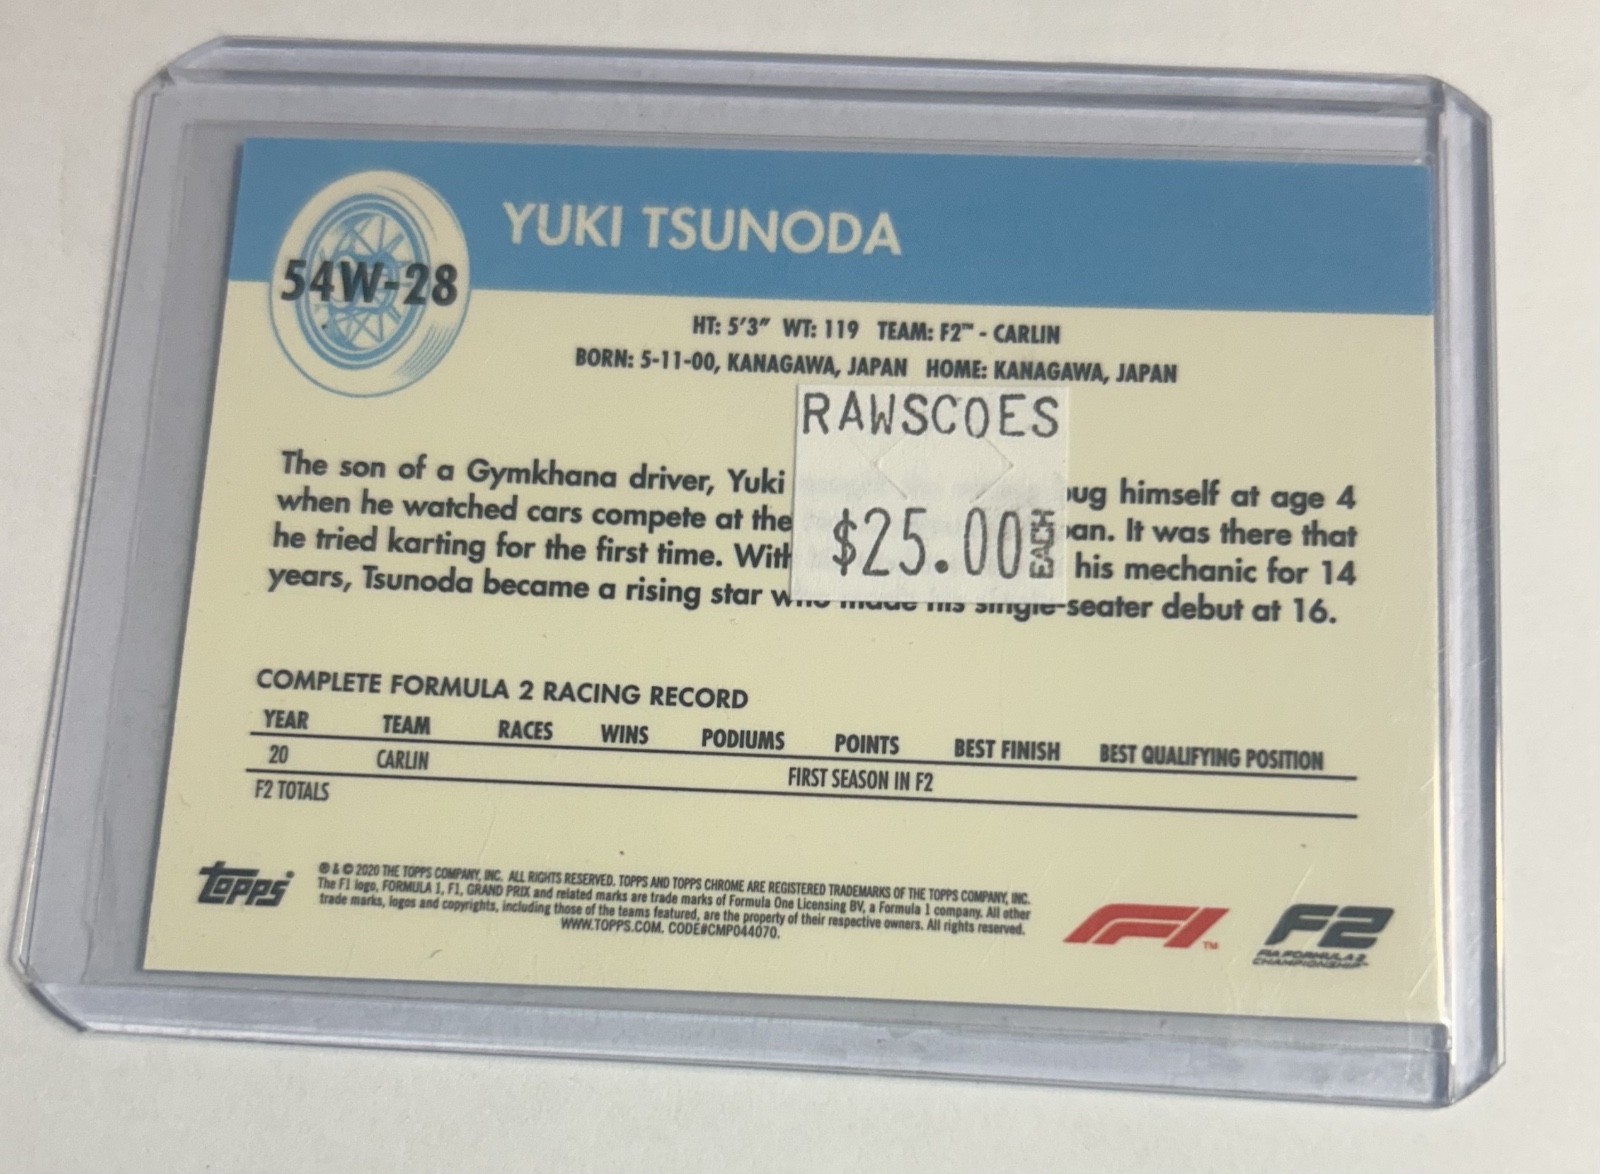 YUKI TSUNODA
54W-28
HT: 5'3" WT: 119 TEAM: F2™ - CARLIN
BORN: 5-11-00, KANAGAWA, JAPAN HOME: KANAGAWA, JAPAN
RAWSCOES
$25.00 EACH
The son of a Gymkhana driver, Yuki himself at age 4
when he watched cars compete at the It was there that
he tried karting for the first time. With his mechanic for 14
years, Tsunoda became a rising star who made his single-seater debut at 16.
COMPLETE FORMULA 2 RACING RECORD
YEAR TEAM RACES WINS PODIUMS POINTS BEST FINISH BEST QUALIFYING POSITION
20 CARLIN FIRST SEASON IN F2
F2 TOTALS
topps
® & © 2020 THE TOPPS COMPANY, INC. ALL RIGHTS RESERVED. TOPPS AND TOPPS CHROME ARE REGISTERED TRADEMARKS OF THE TOPPS COMPANY, INC.
The F1 logo, FORMULA 1, F1, GRAND PRIX and related marks are trade marks of Formula One Licensing BV, a Formula 1 company. All other
trade marks, logos and copyrights, including those of the teams featured, are the property of their respective owners. All rights reserved.
WWW.TOPPS.COM. CODE#CMP044070.
F1™
F2
FIA FORMULA 2
CHAMPIONSHIP™